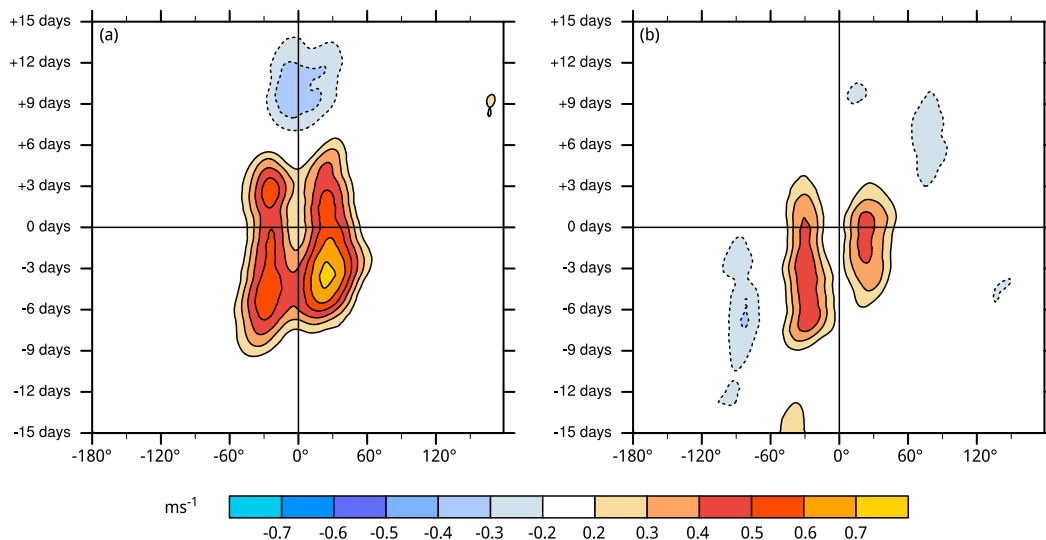 (a)
+15 days
+12 days
+9 days
+6 days
+3 days
0 days
-3 days
-6 days
-9 days
-12 days
-15 days
-180° -120° -60° 0° 60° 120°
(b)
+15 days
+12 days
+9 days
+6 days
+3 days
0 days
-3 days
-6 days
-9 days
-12 days
-15 days
-180° -120° -60° 0° 60° 120°
ms⁻¹
-0.7 -0.6 -0.5 -0.4 -0.3 -0.2 0.2 0.3 0.4 0.5 0.6 0.7